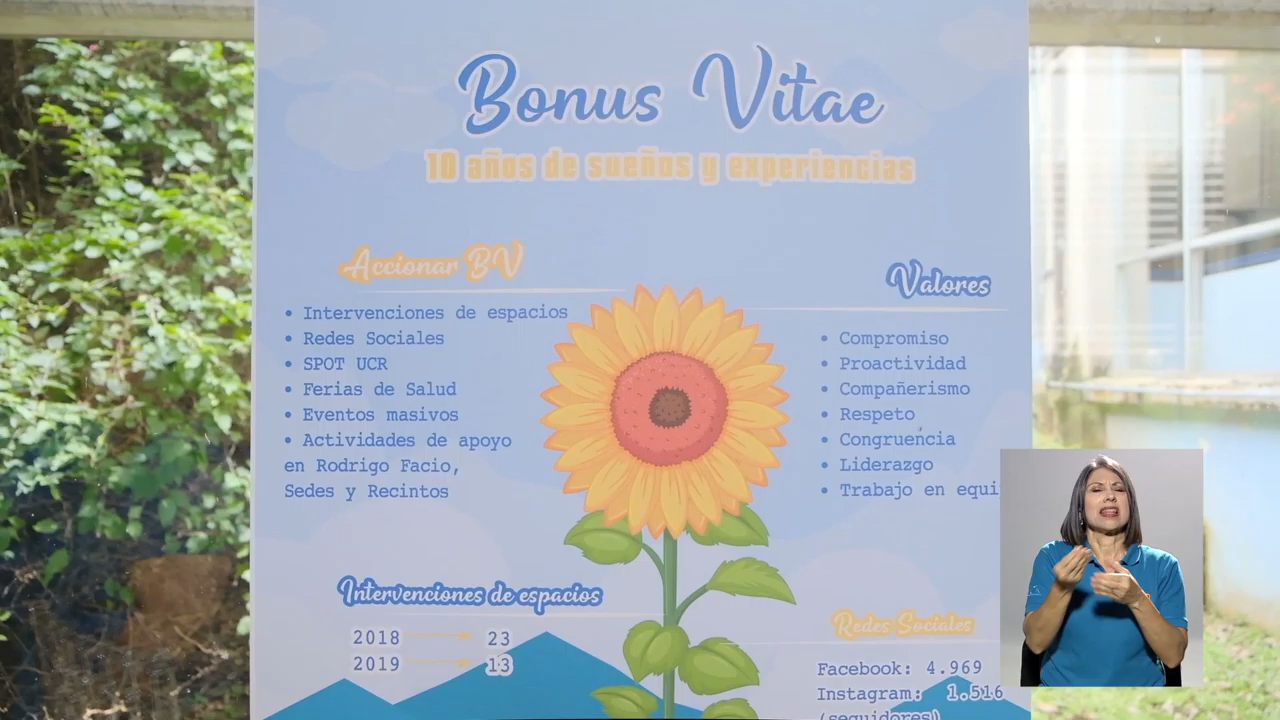 Bonus Vitae
10 años de sueños y experiencias
Accionar BV
• Intervenciones de espacios
• Redes Sociales
• SPOT UCR
• Ferias de Salud
• Eventos masivos
• Actividades de apoyo
en Rodrigo Facio,
Sedes y Recintos
Valores
• Compromiso
• Proactividad
• Compañerismo
• Respeto
• Congruencia
• Liderazgo
• Trabajo en equi
Intervenciones de espacios
2018 → 23
2019 → 13
Redes Sociales
Facebook: 4.969
Instagram: 1.516
(seguidores)